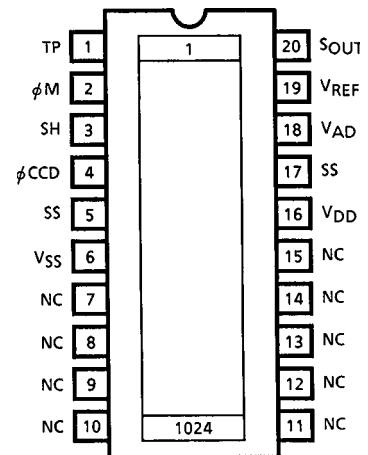 TP 1 1 20 SOUT
φM 2 19 VREF
SH 3 18 VAD
φCCD 4 17 SS
SS 5 16 VDD
VSS 6 15 NC
NC 7 14 NC
NC 8 13 NC
NC 9 12 NC
NC 10 1024 11 NC